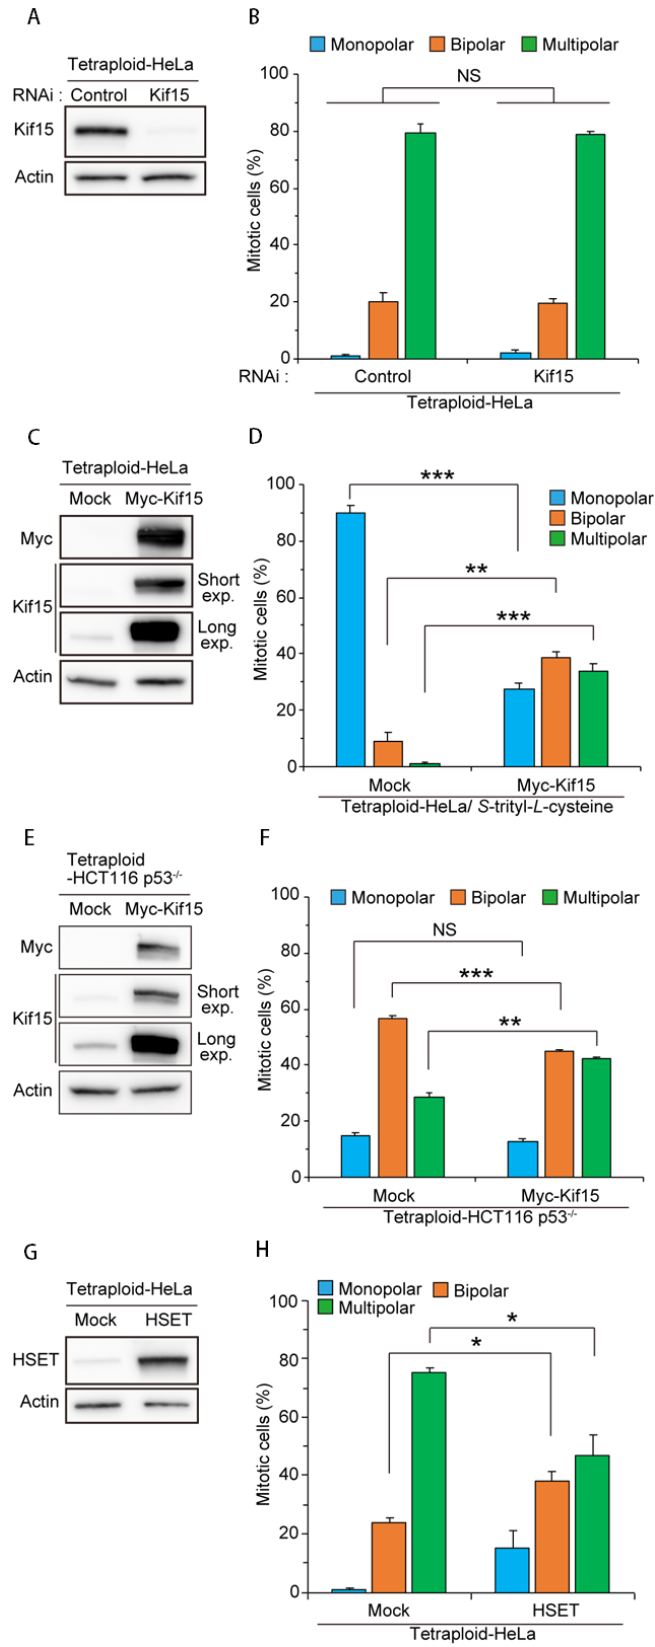 A
Tetraploid-HeLa
RNAi : Control Kif15
Kif15
Actin
B
Monopolar Bipolar Multipolar
100
80
60
40
20
0
Mitotic cells (%)
NS
RNAi : Control Kif15
Tetraploid-HeLa
C
Tetraploid-HeLa
Mock Myc-Kif15
Myc
Kif15
Short
exp.
Long
exp.
Actin
D
100
80
60
40
20
0
Mitotic cells (%)
***
**
***
Monopolar
Bipolar
Multipolar
Mock Myc-Kif15
Tetraploid-HeLa/ S-trityl-L-cysteine
E
Tetraploid
-HCT116 p53-/-
Mock Myc-Kif15
Myc
Kif15
Short
exp.
Long
exp.
Actin
F
100
80
60
40
20
0
Mitotic cells (%)
Monopolar Bipolar Multipolar
NS
***
**
Mock Myc-Kif15
Tetraploid-HCT116 p53-/-
G
Tetraploid-HeLa
Mock HSET
HSET
Actin
H
Monopolar Bipolar
Multipolar
100
80
60
40
20
0
Mitotic cells (%)
*
*
Mock HSET
Tetraploid-HeLa